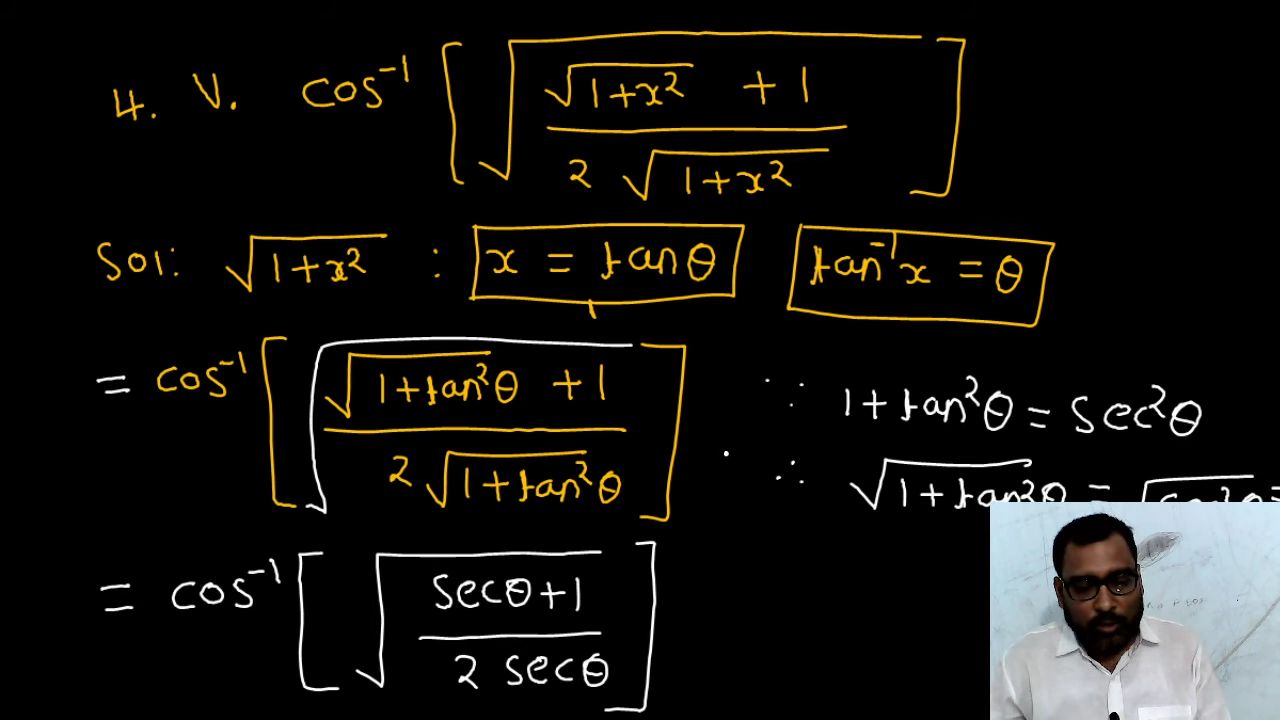 4. V. cos⁻¹ [ √( (√(1+x²) + 1) / (2 √(1+x²)) ) ]
Sol: √(1+x²) : x = tanθ tan⁻¹x = θ
= cos⁻¹ [ √( (√(1+tan²θ) + 1) / (2 √(1+tan²θ)) ) ]
∵ 1 + tan²θ = sec²θ
∴ √(1+tan²θ) = √(sec²θ) =
= cos⁻¹ [ √( (secθ+1) / (2 secθ) ) ]